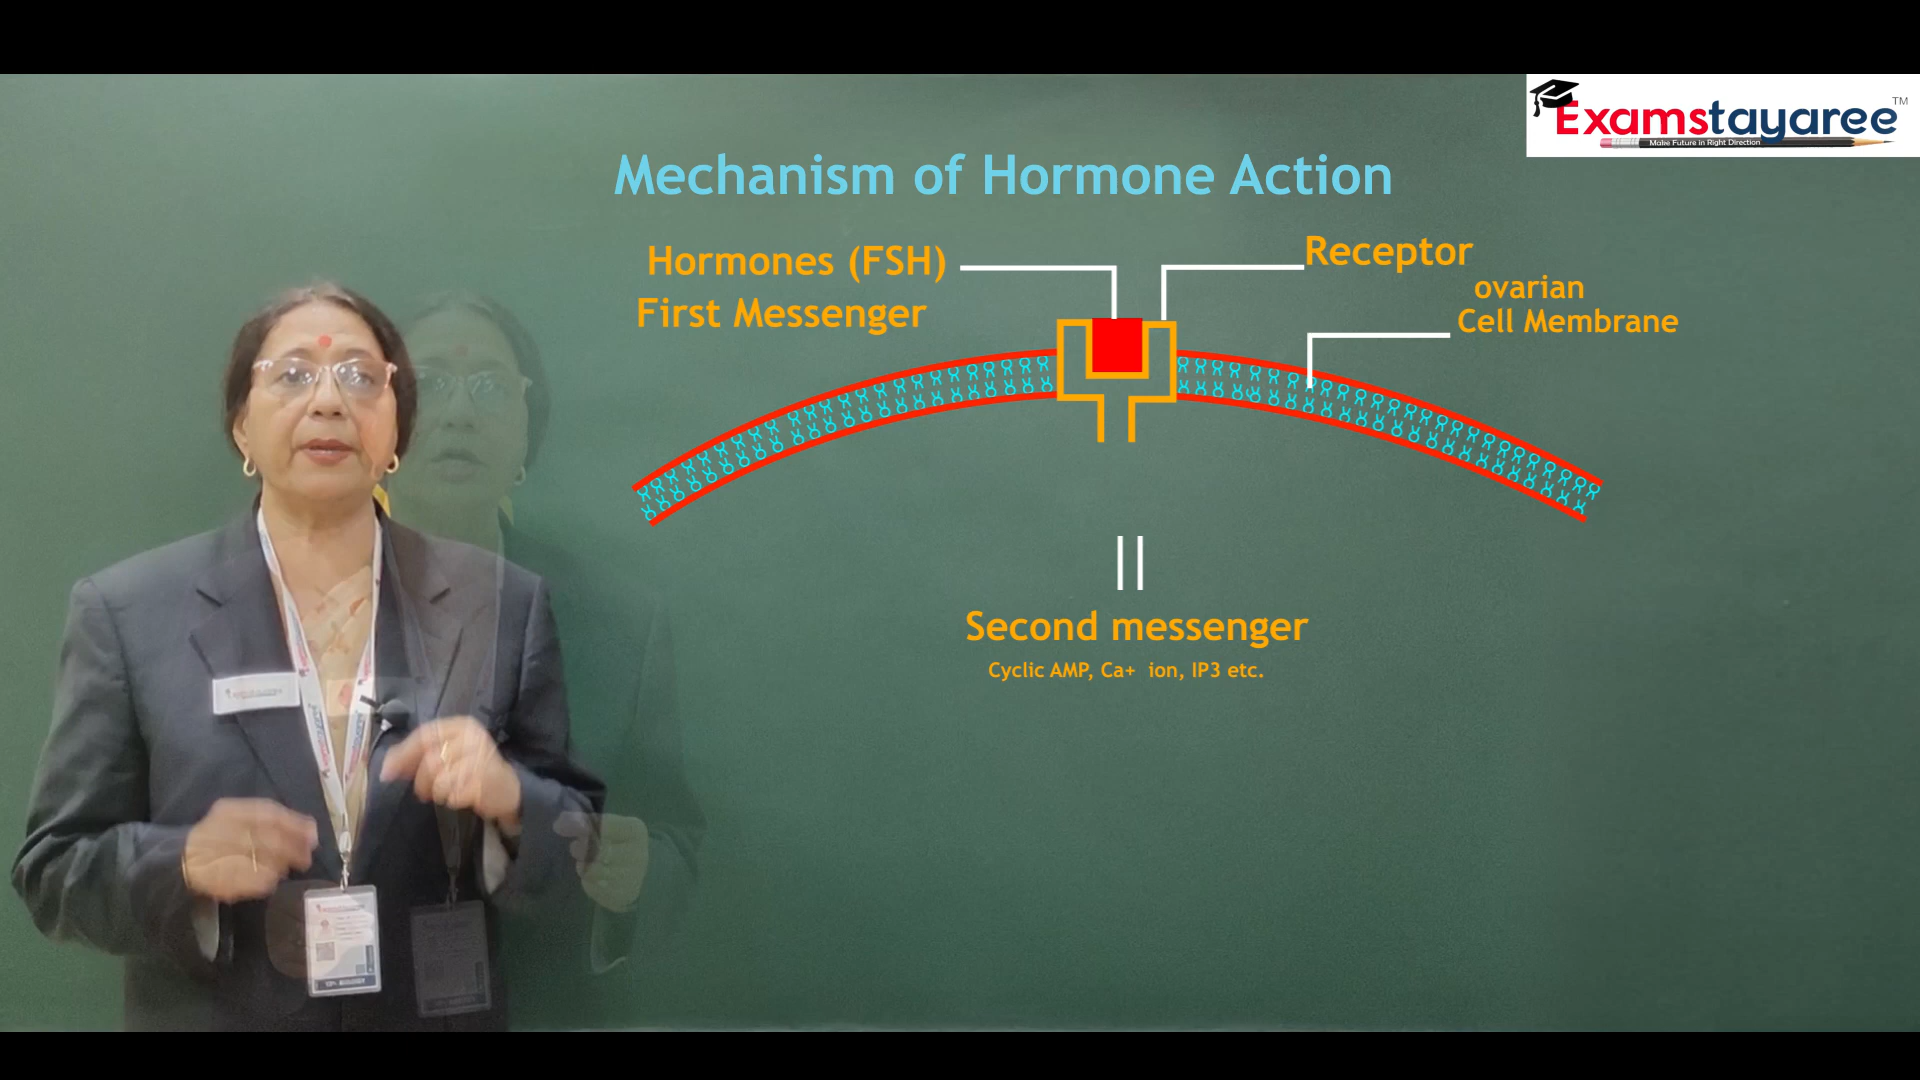 Examstayaree TM
Make Future in Right Direction
Mechanism of Hormone Action
Hormones (FSH)
First Messenger
Receptor
ovarian
Cell Membrane
Second messenger
Cyclic AMP, Ca+ ion, IP3 etc.